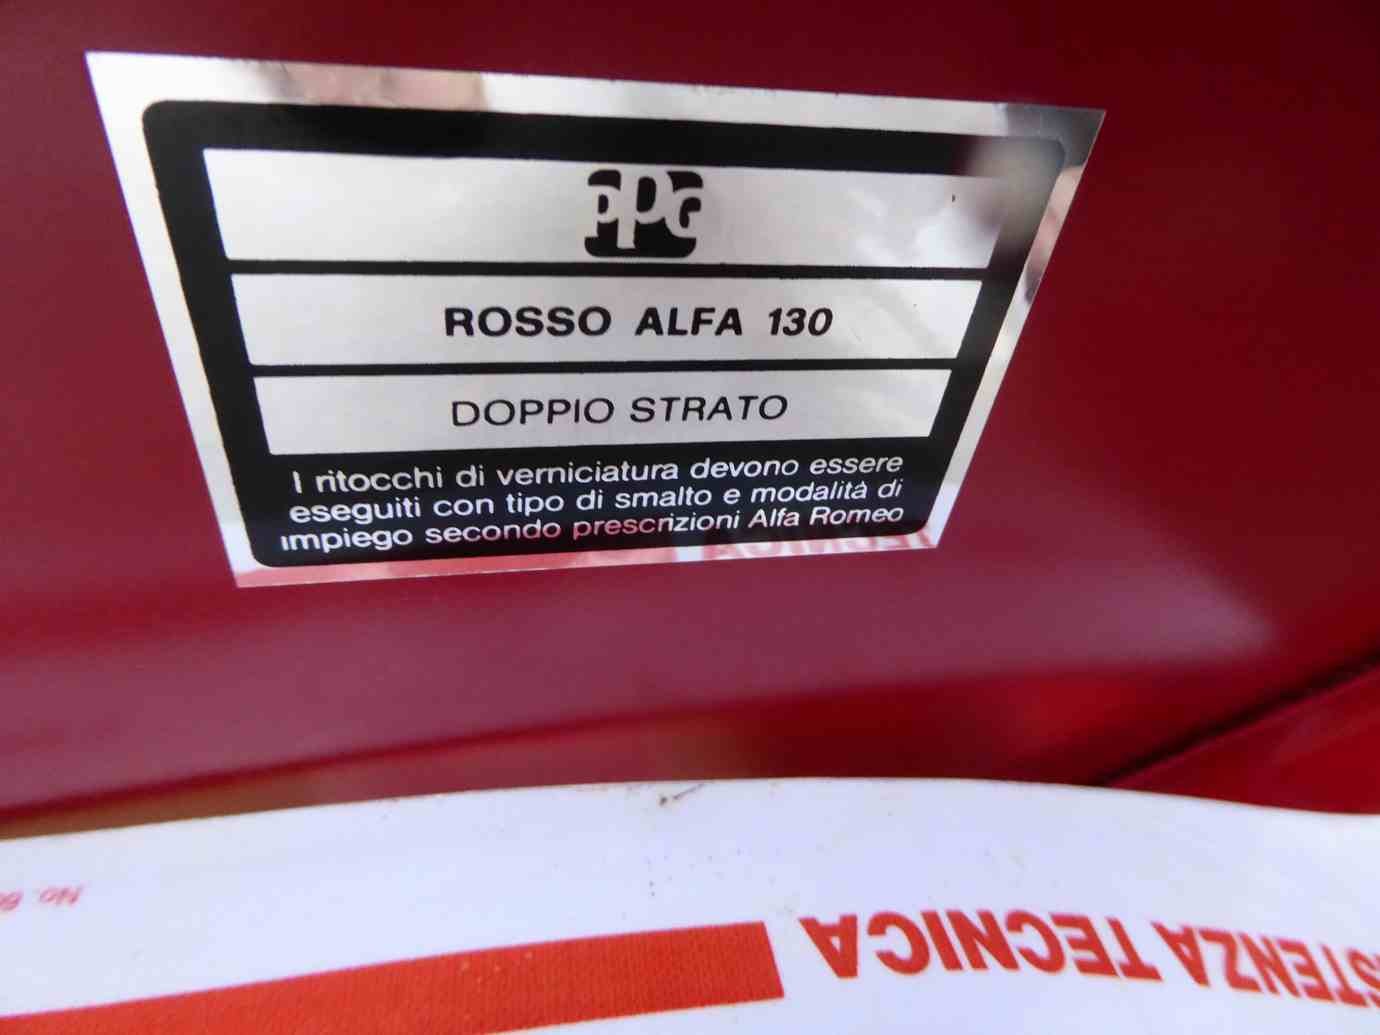 PPG
ROSSO ALFA 130
DOPPIO STRATO
I ritocchi di verniciatura devono essere
eseguiti con tipo di smalto e modalità di
impiego secondo prescrizioni Alfa Romeo
No.
TECNICA